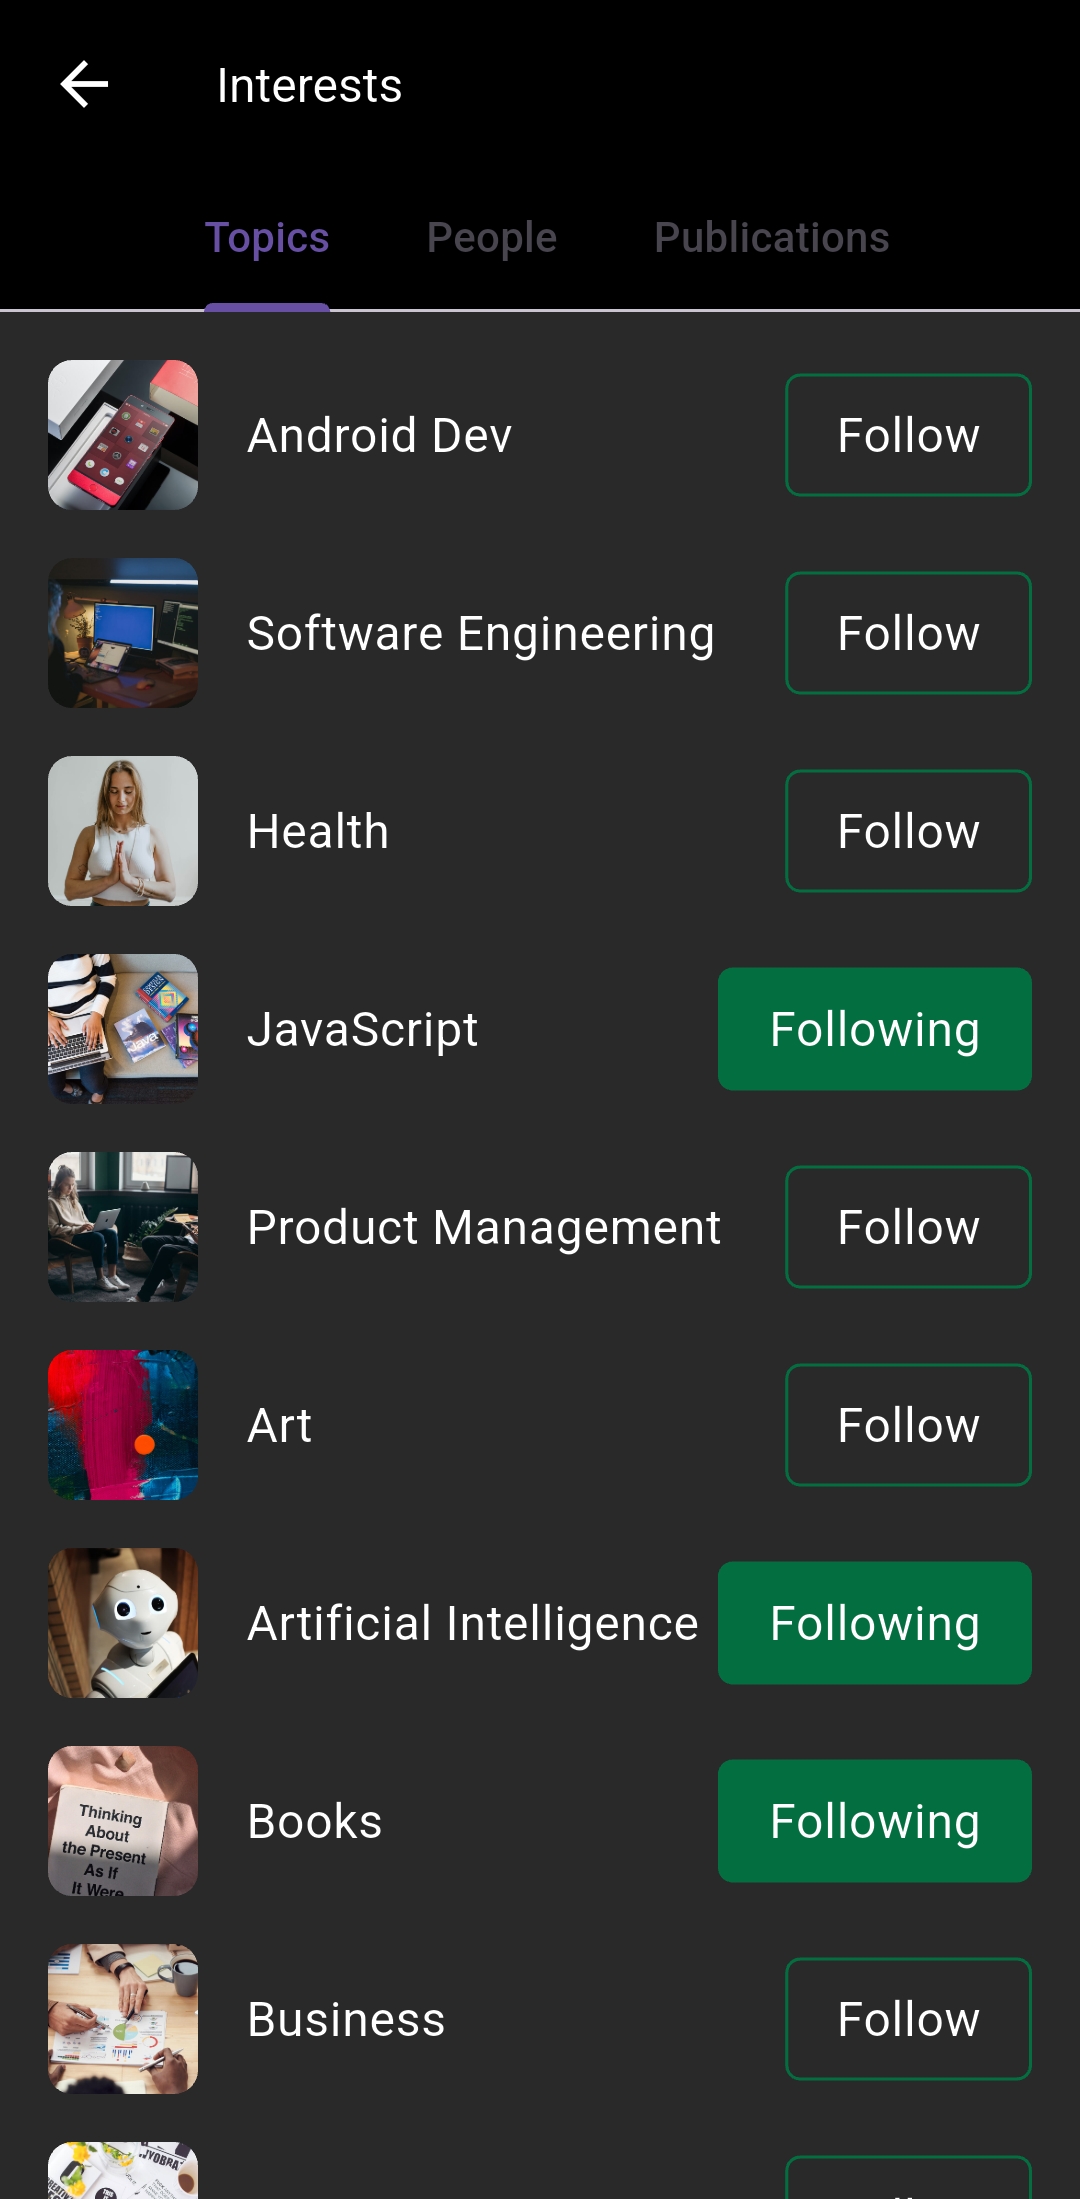 Interests
Topics People Publications
Android Dev Follow
Software Engineering Follow
Health Follow
JavaScript Following
Java
Product Management Follow
Art Follow
Artificial Intelligence Following
Thinking
About
the Present
As If
It Were
Books Following
Business Follow